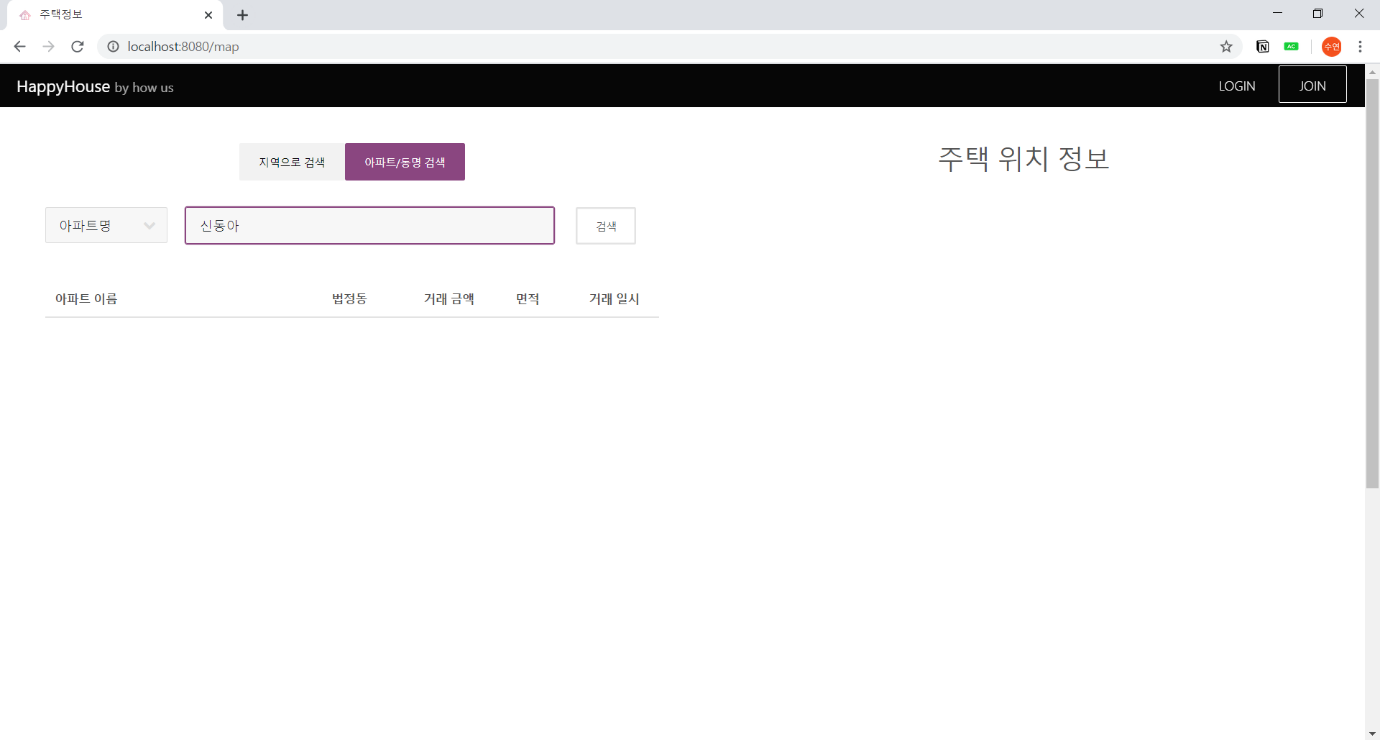 주택정보
localhost:8080/map
AC
수연
HappyHouse by how us
LOGIN
JOIN
지역으로 검색
아파트/동명 검색
주택 위치 정보
아파트명
신동아
검색
아파트 이름
법정동
거래 금액
면적
거래 일시